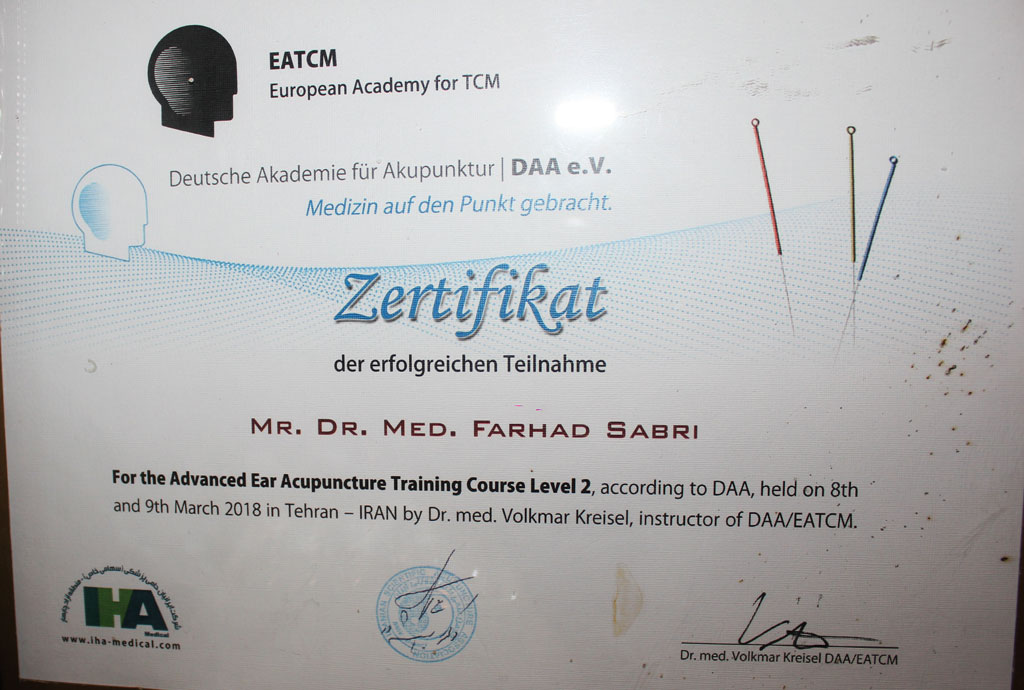 EATCM
European Academy for TCM
Deutsche Akademie für Akupunktur | DAA e.V.
Medizin auf den Punkt gebracht.
Zertifikat
der erfolgreichen Teilnahme
Mr. Dr. Med. Farhad Sabri
For the Advanced Ear Acupuncture Training Course Level 2, according to DAA, held on 8th
and 9th March 2018 in Tehran – IRAN by Dr. med. Volkmar Kreisel, instructor of DAA/EATCM.
IHA
Medical
www.iha-medical.com
Dr. med. Volkmar Kreisel DAA/EATCM